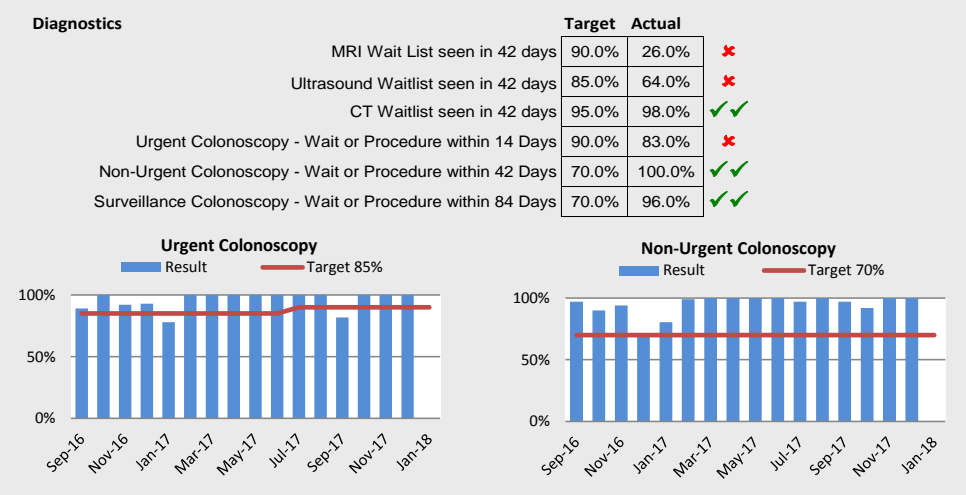 Diagnostics Target Actual
MRI Wait List seen in 42 days 90.0% 26.0%
Ultrasound Waitlist seen in 42 days 85.0% 64.0%
CT Waitlist seen in 42 days 95.0% 98.0%
Urgent Colonoscopy - Wait or Procedure within 14 Days 90.0% 83.0%
Non-Urgent Colonoscopy - Wait or Procedure within 42 Days 70.0% 100.0%
Surveillance Colonoscopy - Wait or Procedure within 84 Days 70.0% 96.0%
Urgent Colonoscopy
Result Target 85%
100%
50%
0%
Sep-16 Nov-16 Jan-17 Mar-17 May-17 Jul-17 Sep-17 Nov-17 Jan-18
Non-Urgent Colonoscopy
Result Target 70%
100%
50%
0%
Sep-16 Nov-16 Jan-17 Mar-17 May-17 Jul-17 Sep-17 Nov-17 Jan-18